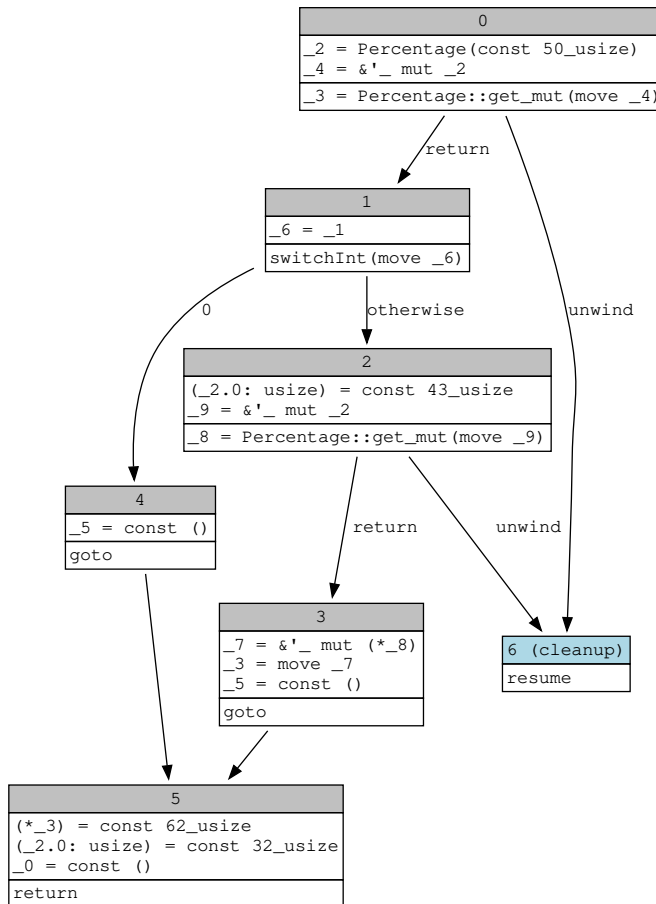 0
_2 = Percentage(const 50_usize)
_4 = &'_ mut _2
_3 = Percentage::get_mut(move _4)
return
unwind
1
_6 = _1
switchInt(move _6)
0
otherwise
2
(_2.0: usize) = const 43_usize
_9 = &'_ mut _2
_8 = Percentage::get_mut(move _9)
return
unwind
4
_5 = const ()
goto
3
_7 = &'_ mut (*_8)
_3 = move _7
_5 = const ()
goto
6 (cleanup)
resume
5
(*_3) = const 62_usize
(_2.0: usize) = const 32_usize
_0 = const ()
return